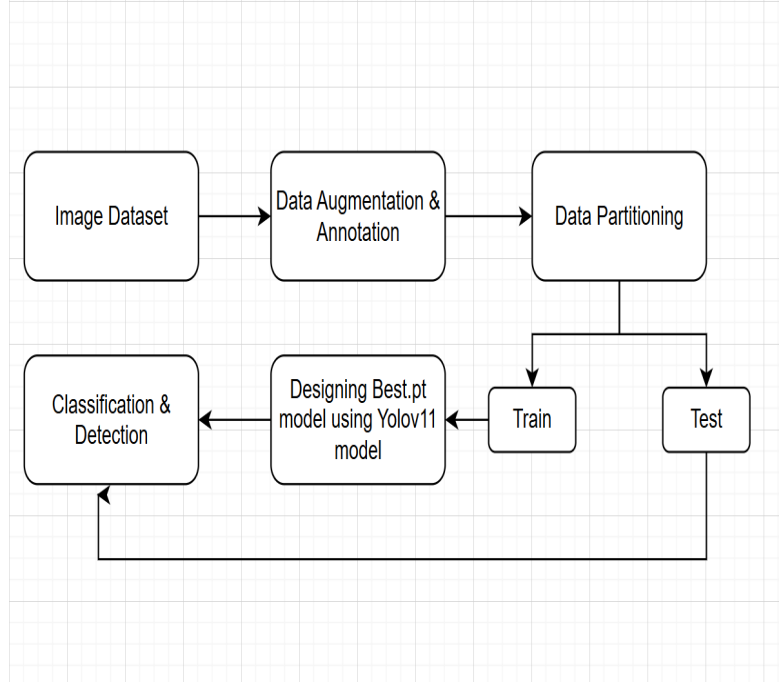 Image Dataset
Data Augmentation &
Annotation
Data Partitioning
Classification &
Detection
Designing Best.pt
model using Yolov11
model
Train
Test